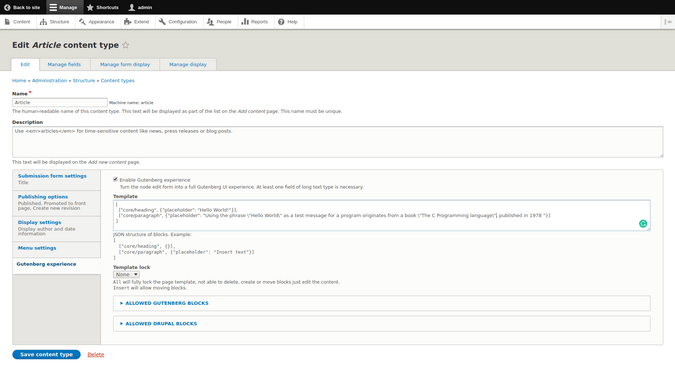 Back to site Manage Shortcuts admin
Content Structure Appearance Extend Configuration People Reports Help
Edit Article content type
Edit Manage fields Manage form display Manage display
Home » Administration » Structure » Content types
Name*
Article Machine name: article
The human-readable name of this content type. This text will be displayed as part of the list on the Add content page. This name must be unique.
Description
Use <em>articles</em> for time-sensitive content like news, press releases or blog posts.
This text will be displayed on the Add new content page.
Submission form settings
Title
Publishing options
Published, Promoted to front page, Create new revision
Display settings
Display author and date information
Menu settings
Gutenberg experience
Enable Gutenberg experience
Turn the node edit form into a full Gutenberg UI experience. At least one field of long text type is necessary.
Template
[
["core/heading", {"placeholder": "Hello World!"}],
["core/paragraph", {"placeholder": "Using the phrase \"Hello World!\" as a test message for a program originates from a book \"The C Programming language\", published in 1978 "}]
]
JSON structure of blocks. Example:
[
["core/heading", {}],
["core/paragraph", {"placeholder": "Insert text"}]
]
Template lock
None
All will fully lock the page template, not able to delete, create or move blocks just edit the content.
Insert will allow moving blocks.
ALLOWED GUTENBERG BLOCKS
ALLOWED DRUPAL BLOCKS
Save content type Delete